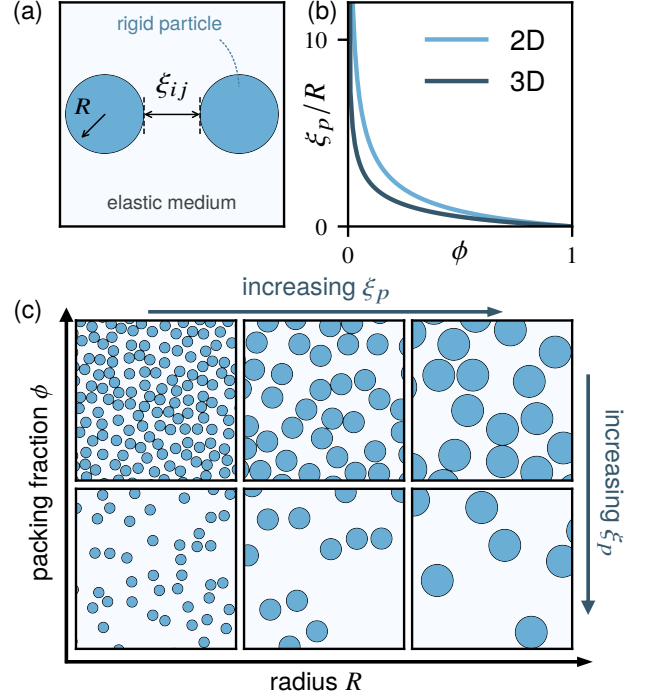 (a)
rigid particle
ξij
R
elastic medium
(b)
10
ξp/R
0
2D
3D
0
ϕ
1
increasing ξp
(c)
packing fraction ϕ
increasing ξp
radius R